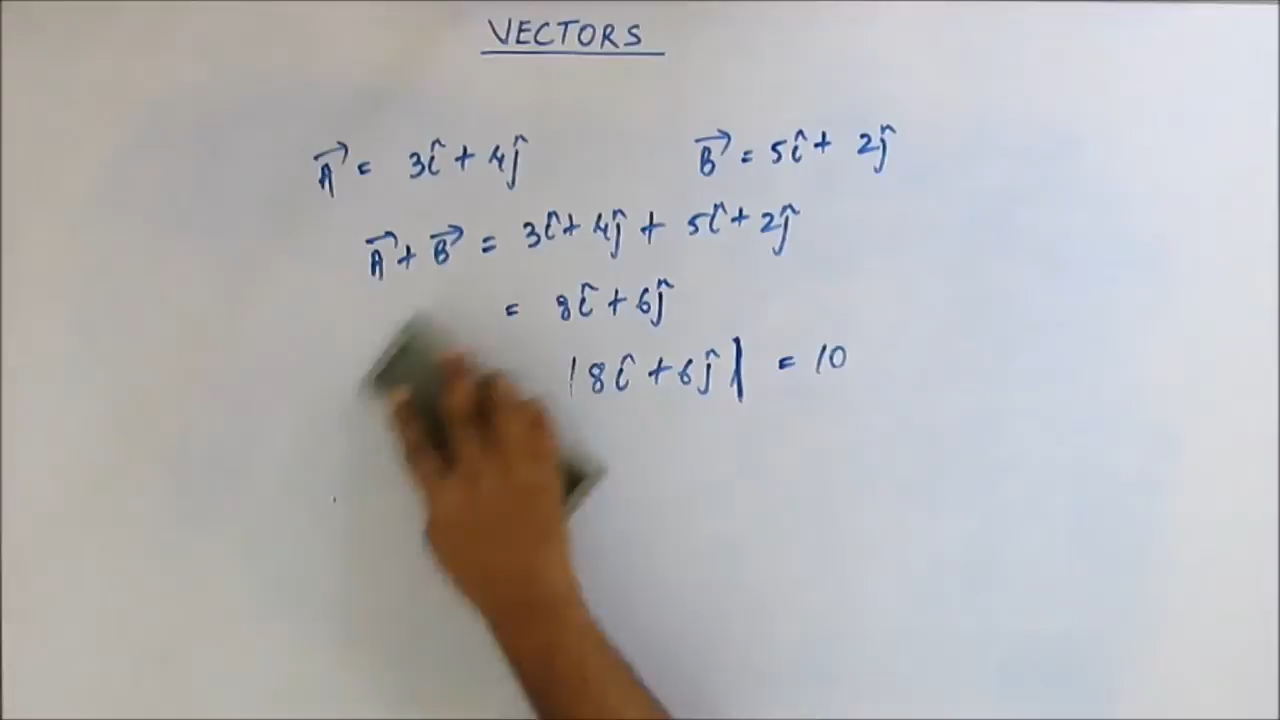 VECTORS
A⃗ = 3î + 4ĵ B⃗ = 5î + 2ĵ
A⃗ + B⃗ = 3î + 4ĵ + 5î + 2ĵ
= 8î + 6ĵ
|8î + 6ĵ| = 10